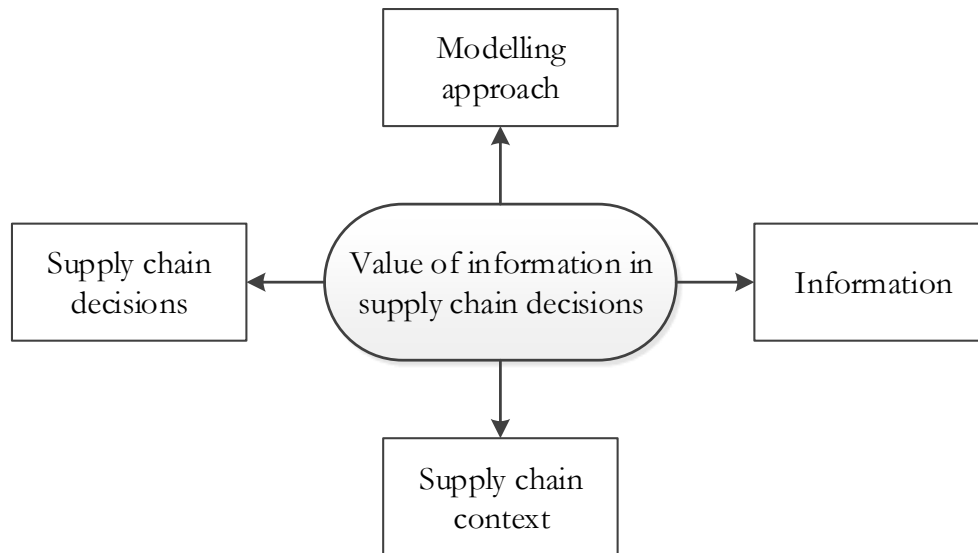 Modelling
approach
Supply chain
decisions
Value of information in
supply chain decisions
Information
Supply chain
context